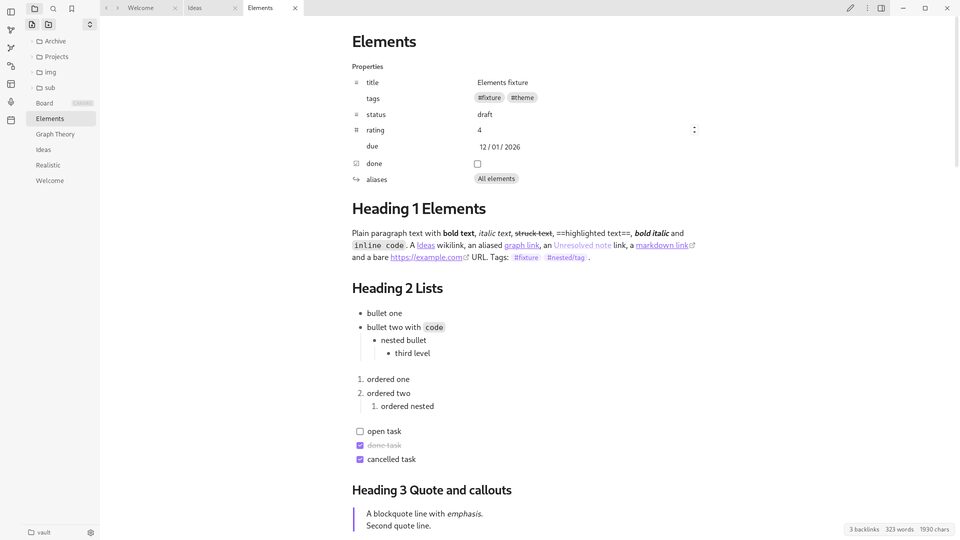 Welcome
Ideas
Elements
Archive
Projects
img
sub
Board
CANVAS
Elements
Graph Theory
Ideas
Realistic
Welcome
vault
Elements
Properties
title Elements fixture
tags #fixture #theme
status draft
rating 4
due 12/01/2026
done
aliases All elements
Heading 1 Elements
Plain paragraph text with bold text, italic text, struck text, ==highlighted text==, bold italic and
inline code. A Ideas wikilink, an aliased graph link, an Unresolved note link, a markdown link
and a bare https://example.com URL. Tags: #fixture #nested/tag.
Heading 2 Lists
bullet one
bullet two with code
nested bullet
third level
1. ordered one
2. ordered two
1. ordered nested
open task
done task
cancelled task
Heading 3 Quote and callouts
A blockquote line with emphasis.
Second quote line.
3 backlinks 323 words 1930 chars